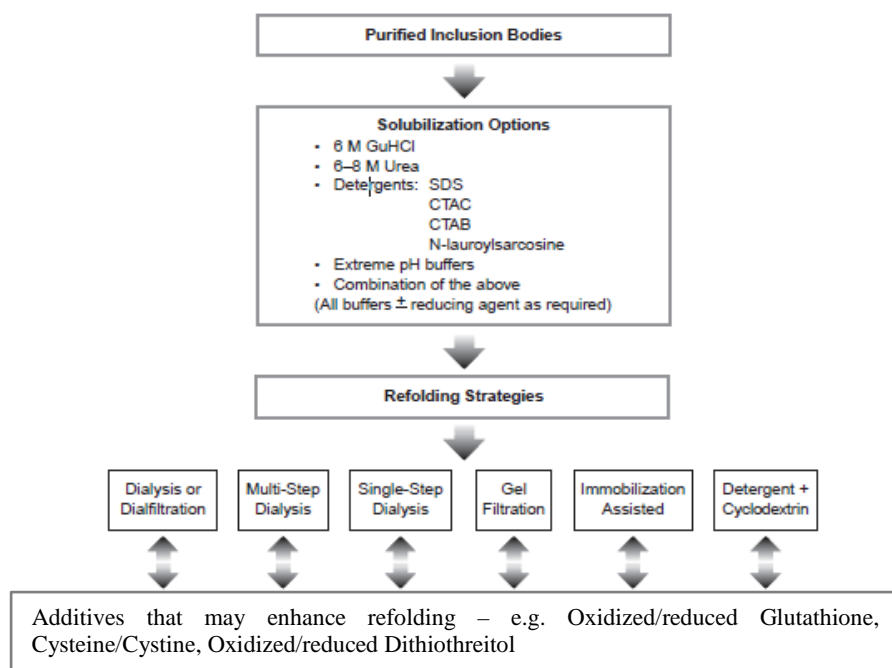 Purified Inclusion Bodies
Solubilization Options
• 6 M GuHCl
• 6–8 M Urea
• Detergents: SDS
CTAC
CTAB
N-lauroylsarcosine
• Extreme pH buffers
• Combination of the above
(All buffers ± reducing agent as required)
Refolding Strategies
Dialysis or
Dialfiltration
Multi-Step
Dialysis
Single-Step
Dialysis
Gel
Filtration
Immobilization
Assisted
Detergent +
Cyclodextrin
Additives that may enhance refolding – e.g. Oxidized/reduced Glutathione,
Cysteine/Cystine, Oxidized/reduced Dithiothreitol